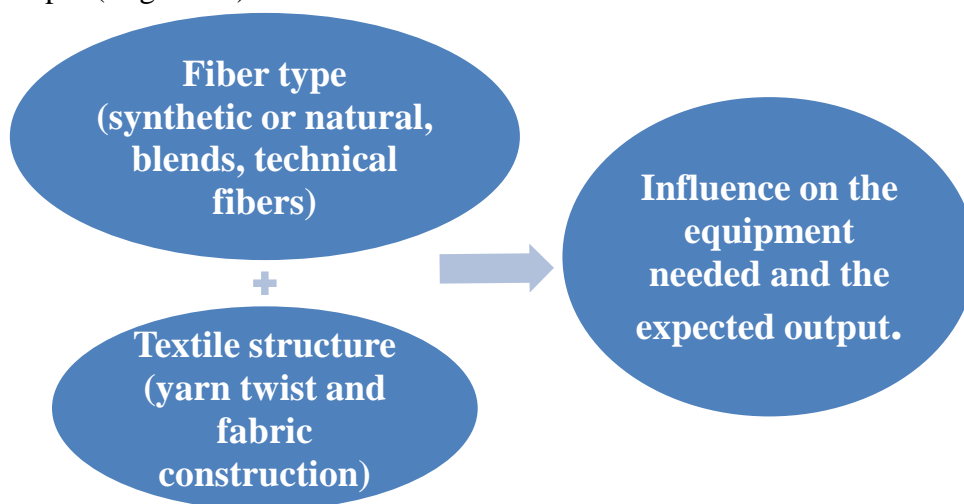 Fiber type
(synthetic or natural,
blends, technical
fibers)
Influence on the
equipment
needed and the
expected output.
+
Textile structure
(yarn twist and
fabric
construction)